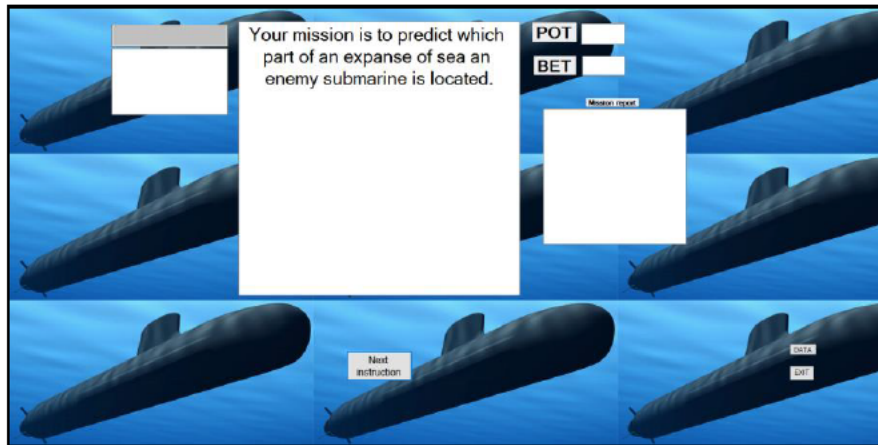 Your mission is to predict which
part of an expanse of sea an
enemy submarine is located.
POT
BET
Mission report
Next
instruction
DATA
EXIT